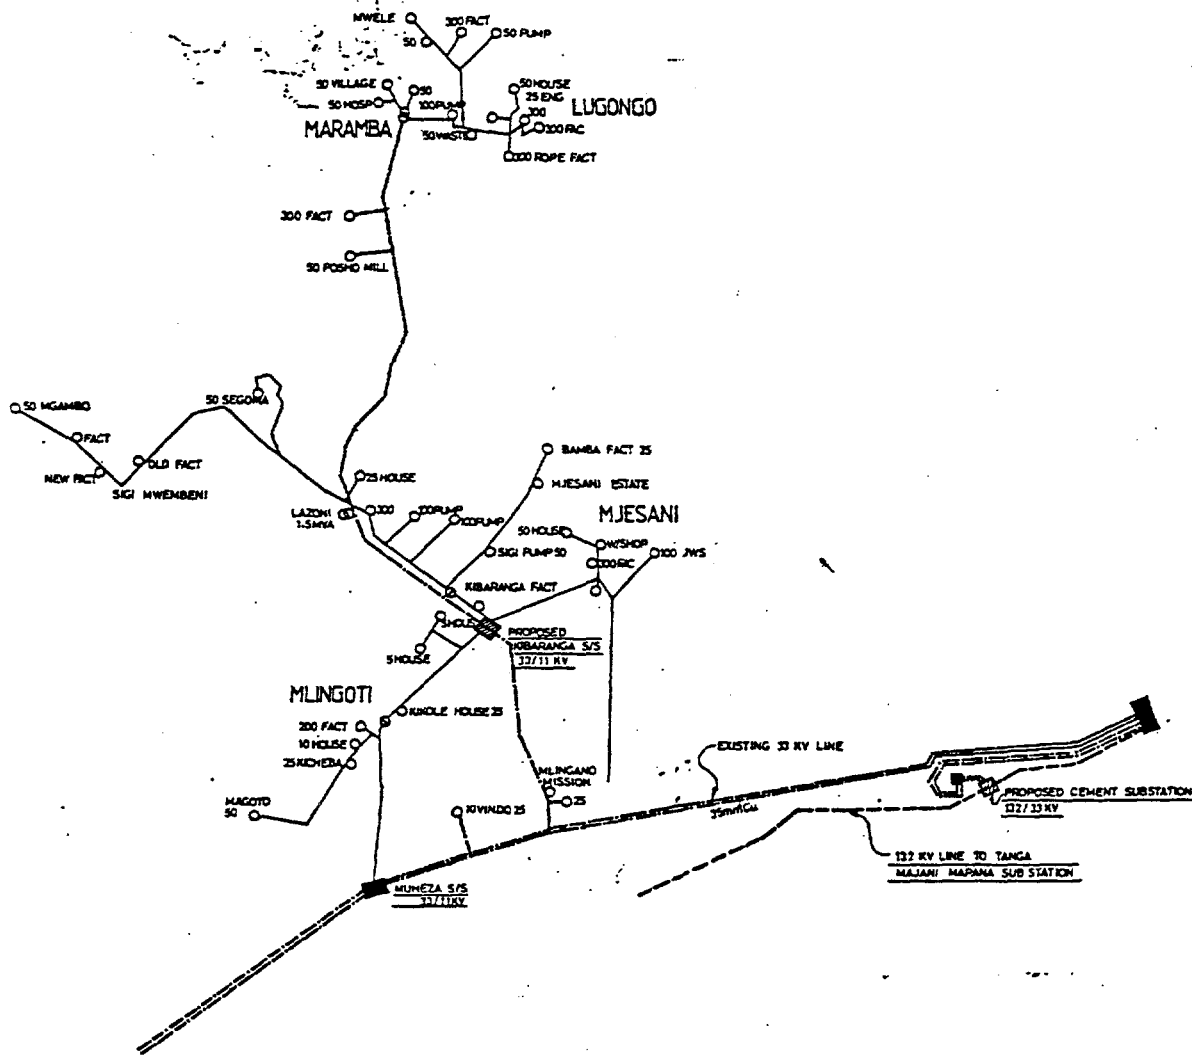 MWELE
300 FACT
50
50 PUMP
50 VILLAGE
50
50 HOSP
100 PUMP
50 HOUSE
25 ENG
LUGONGO
MARAMBA
50 WASTE
300
300 ROPE FACT
300 FACT
50 POSHO MILL
50 SEGOMA
50 MGAMBO
FACT
NEW FACT
OLD FACT
SIGI MWEMBENI
25 HOUSE
LAZONI
1.5MVA
300
100 PUMP
100 PUMP
BAMBA FACT 25
MJESANI ESTATE
MJESANI
50 HOUSE
W/SHOP
100 JWS
SIGI PUMP 50
KIBARANGA FACT
5 HOUSE
PROPOSED
KIBARANGA S/S
33/11 KV
MLINGOTI
KIKOLE HOUSE 25
200 FACT
10 HOUSE
25 KICHEBA
MAGOTO
50
MLINGANO
MISSION
25
KIVINDO 25
EXISTING 33 KV LINE
35mm²Cu
PROPOSED CEMENT SUBSTATION
132/33 KV
132 KV LINE TO TANGA
MAJANI MAPANA SUB STATION
MUHEZA S/S
33/11KV